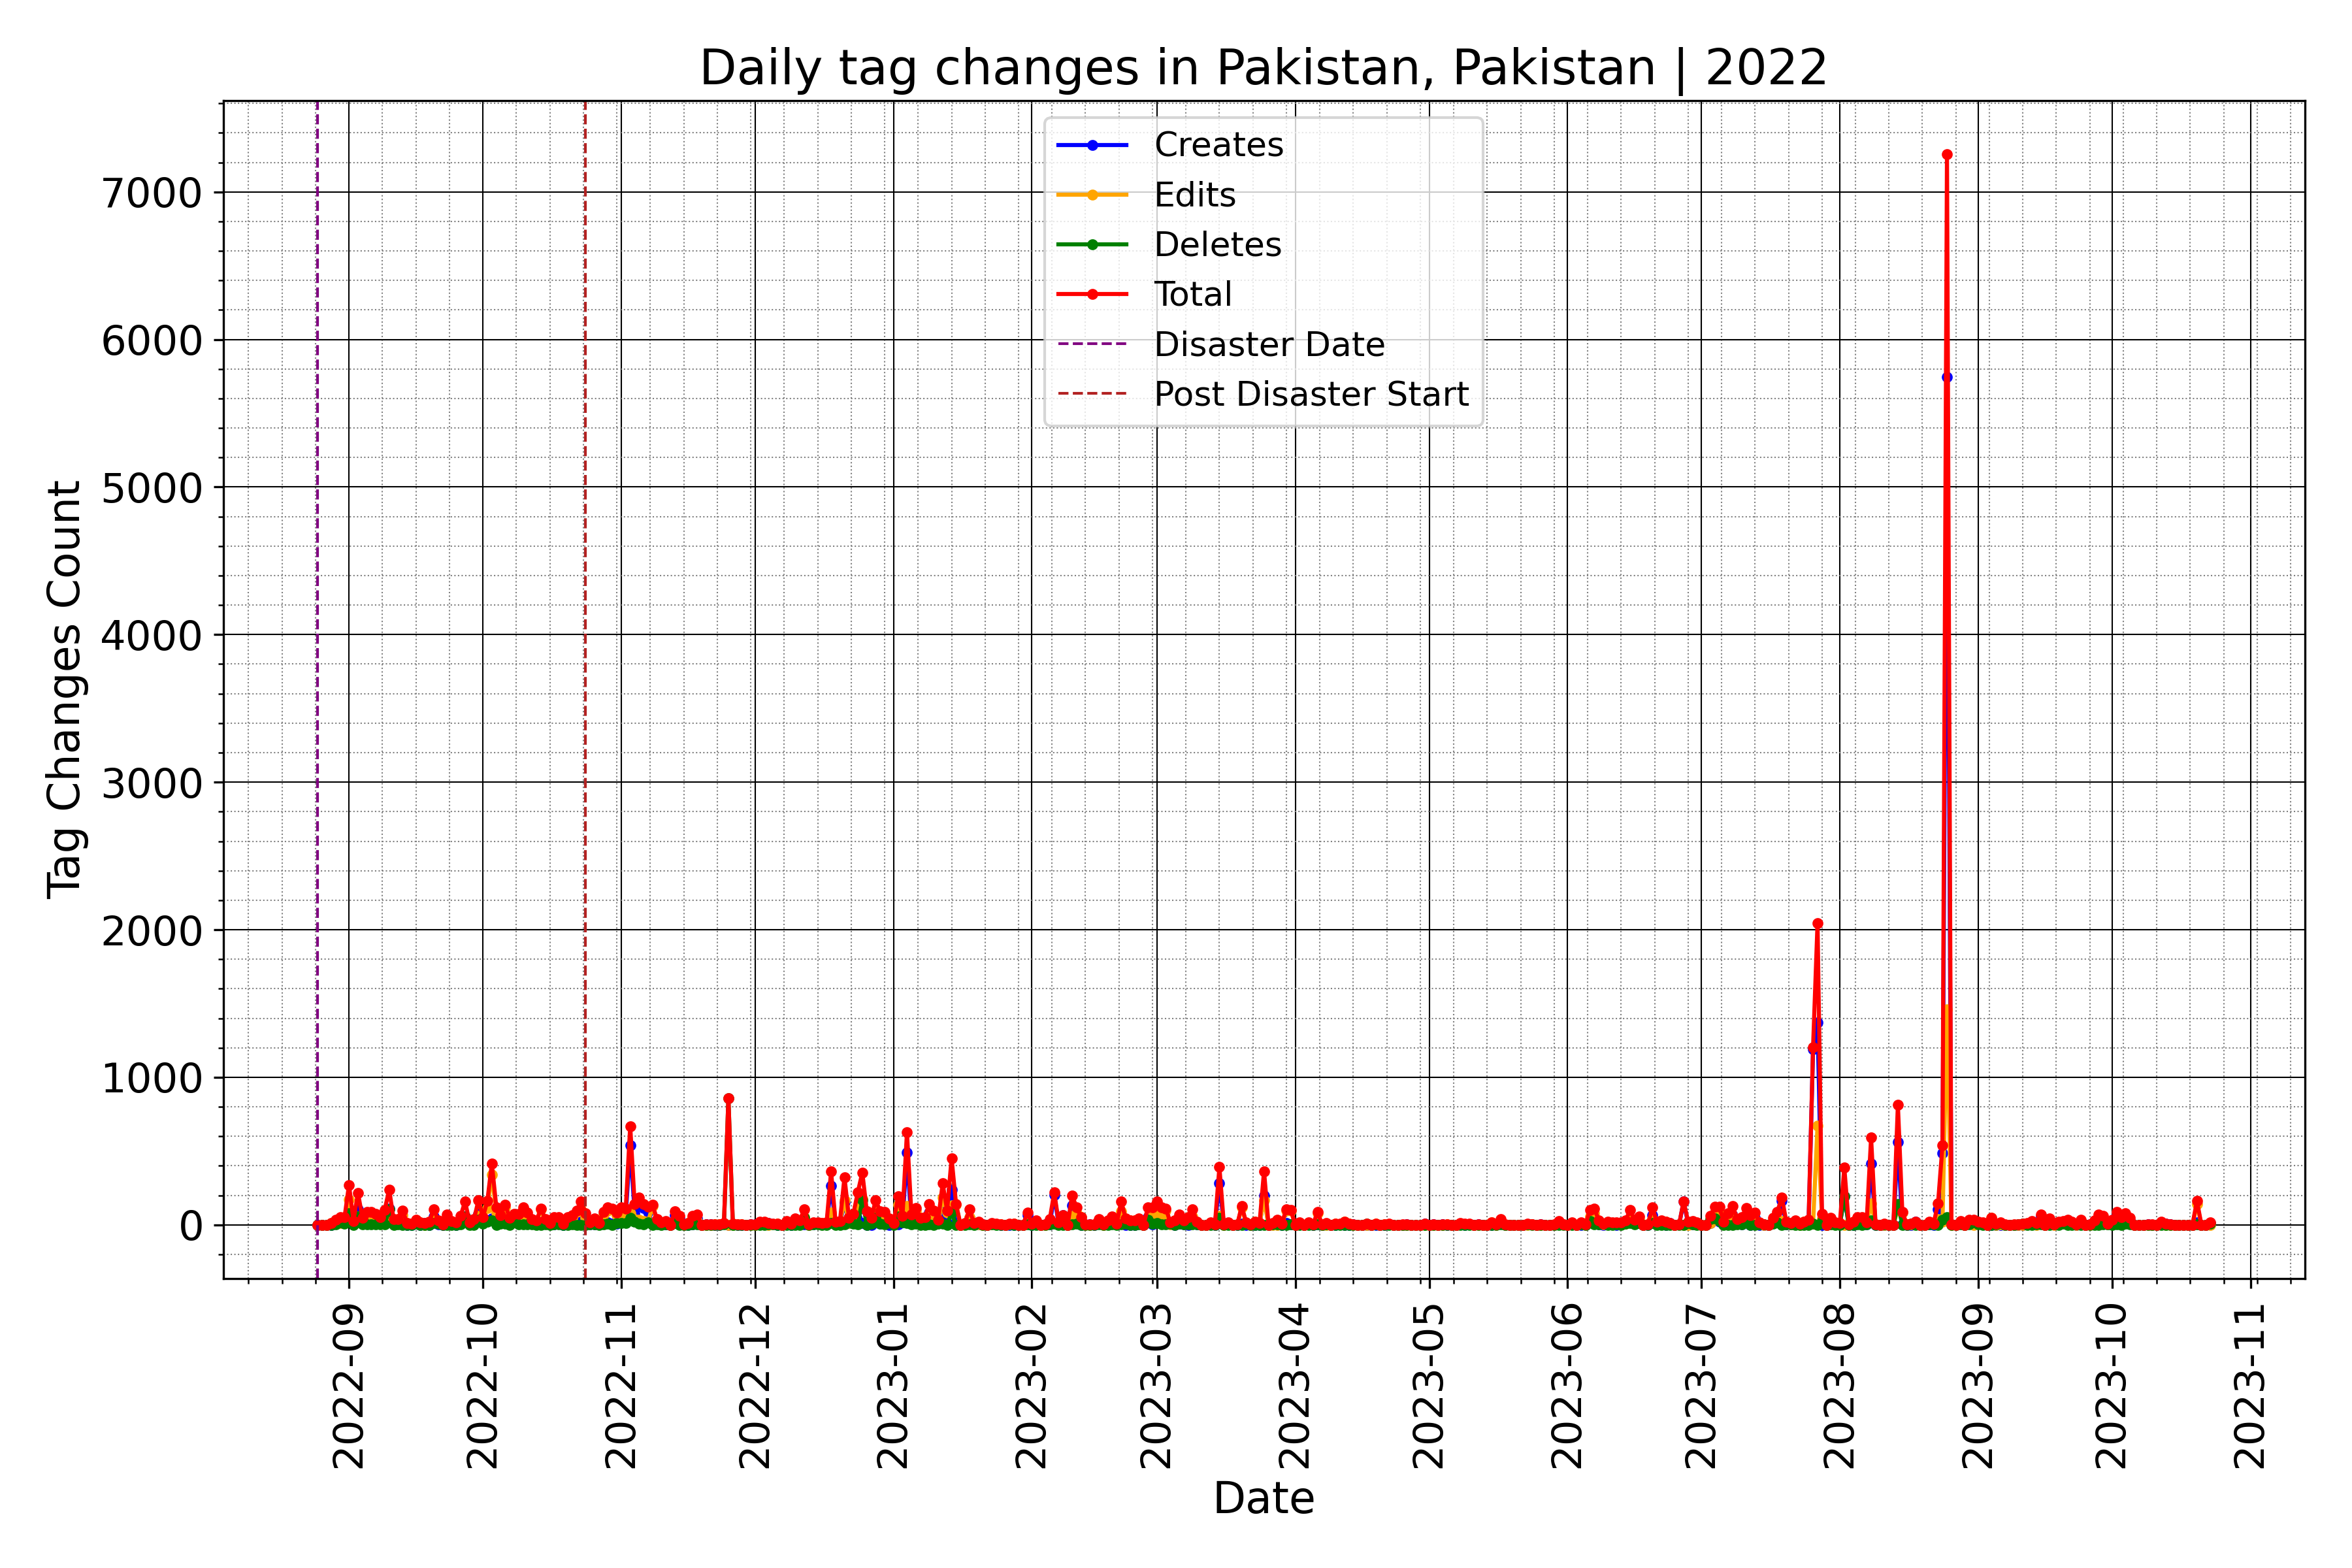 Daily tag changes in Pakistan, Pakistan | 2022
Creates
Edits
Deletes
Total
Disaster Date
Post Disaster Start
Tag Changes Count
7000
6000
5000
4000
3000
2000
1000
0
2022-09
2022-10
2022-11
2022-12
2023-01
2023-02
2023-03
2023-04
2023-05
2023-06
2023-07
2023-08
2023-09
2023-10
2023-11
Date